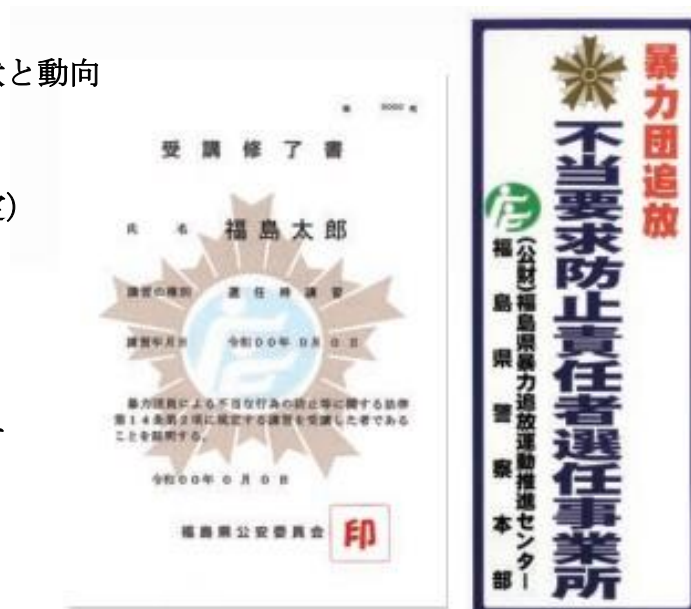 と動向
受講修了書
氏 名 福島太郎
講習の種別 選任時講習
講習年月日 令和00年0月0日
暴力団員による不当な行為の防止等に関する法律
第14条第2項に規定する講習を受講した者である
ことを証明する。
令和00年0月0日
福島県公安委員会 印
暴力団追放
不当要求防止責任者選任事業所
(公財)福島県暴力追放運動推進センター
福島県警察本部